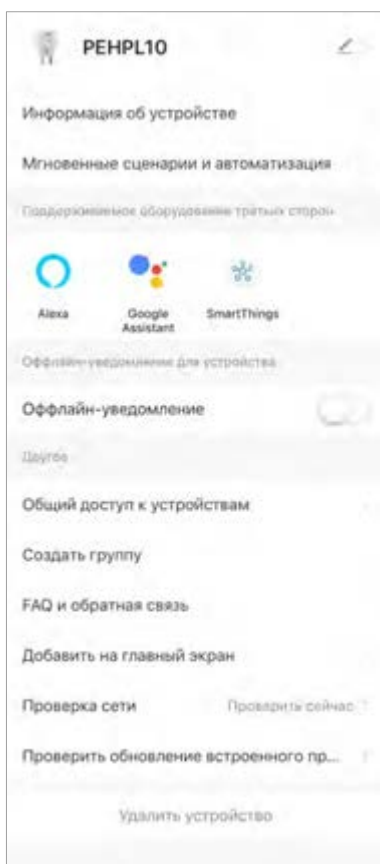 PEHPL10
Информация об устройстве
Мгновенные сценарии и автоматизация
Поддерживаемое оборудование третьих сторон
Alexa
Google
Assistant
SmartThings
Оффлайн-уведомление для устройства
Оффлайн-уведомление
Другое
Общий доступ к устройствам
Создать группу
FAQ и обратная связь
Добавить на главный экран
Проверка сети Проверить сейчас
Проверить обновление встроенного пр...
Удалить устройство